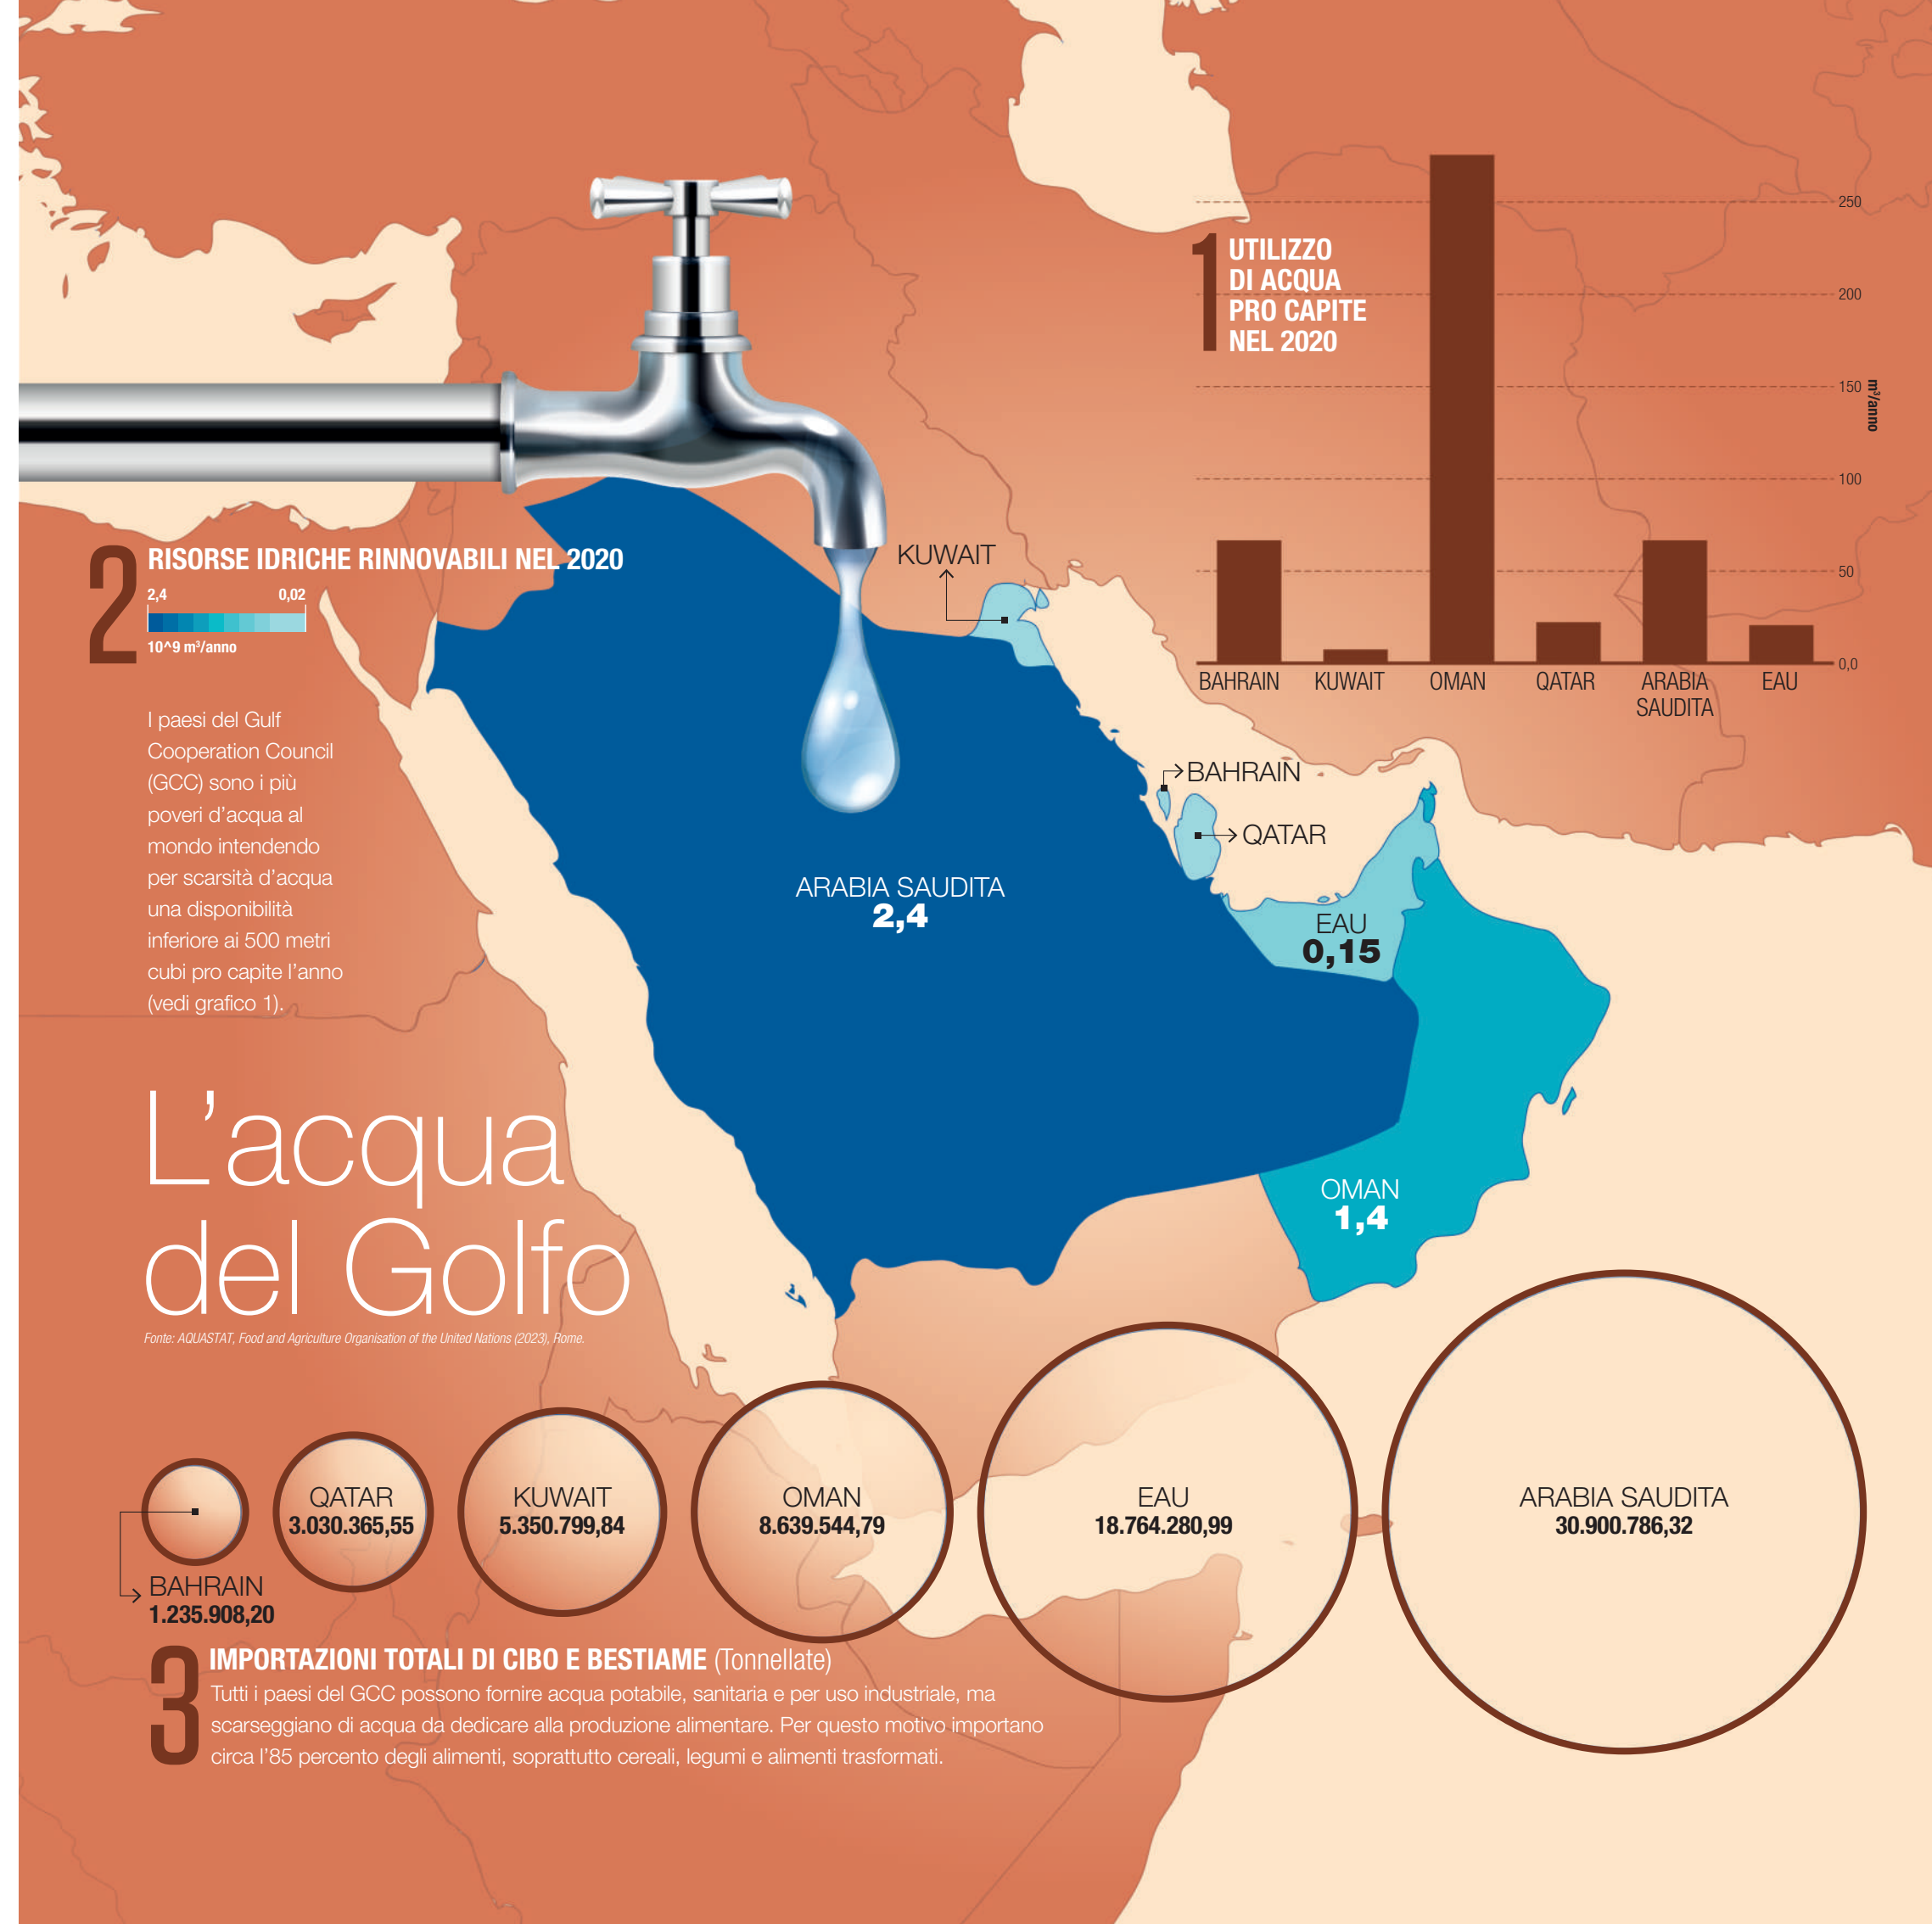 1
UTILIZZO
DI ACQUA
PRO CAPITE
NEL 2020
250
200
150
100
50
0,0
m³/anno
BAHRAIN
KUWAIT
OMAN
QATAR
ARABIA
SAUDITA
EAU
2
RISORSE IDRICHE RINNOVABILI NEL 2020
2,4 0,02
10^9 m³/anno
I paesi del Gulf
Cooperation Council
(GCC) sono i più
poveri d'acqua al
mondo intendendo
per scarsità d'acqua
una disponibilità
inferiore ai 500 metri
cubi pro capite l'anno
(vedi grafico 1).
KUWAIT
BAHRAIN
QATAR
ARABIA SAUDITA
2,4
EAU
0,15
OMAN
1,4
L'acqua
del Golfo
Fonte: AQUASTAT, Food and Agriculture Organisation of the United Nations (2023), Rome.
BAHRAIN
1.235.908,20
QATAR
3.030.365,55
KUWAIT
5.350.799,84
OMAN
8.639.544,79
EAU
18.764.280,99
ARABIA SAUDITA
30.900.786,32
3
IMPORTAZIONI TOTALI DI CIBO E BESTIAME (Tonnellate)
Tutti i paesi del GCC possono fornire acqua potabile, sanitaria e per uso industriale, ma
scarseggiano di acqua da dedicare alla produzione alimentare. Per questo motivo importano
circa l'85 percento degli alimenti, soprattutto cereali, legumi e alimenti trasformati.